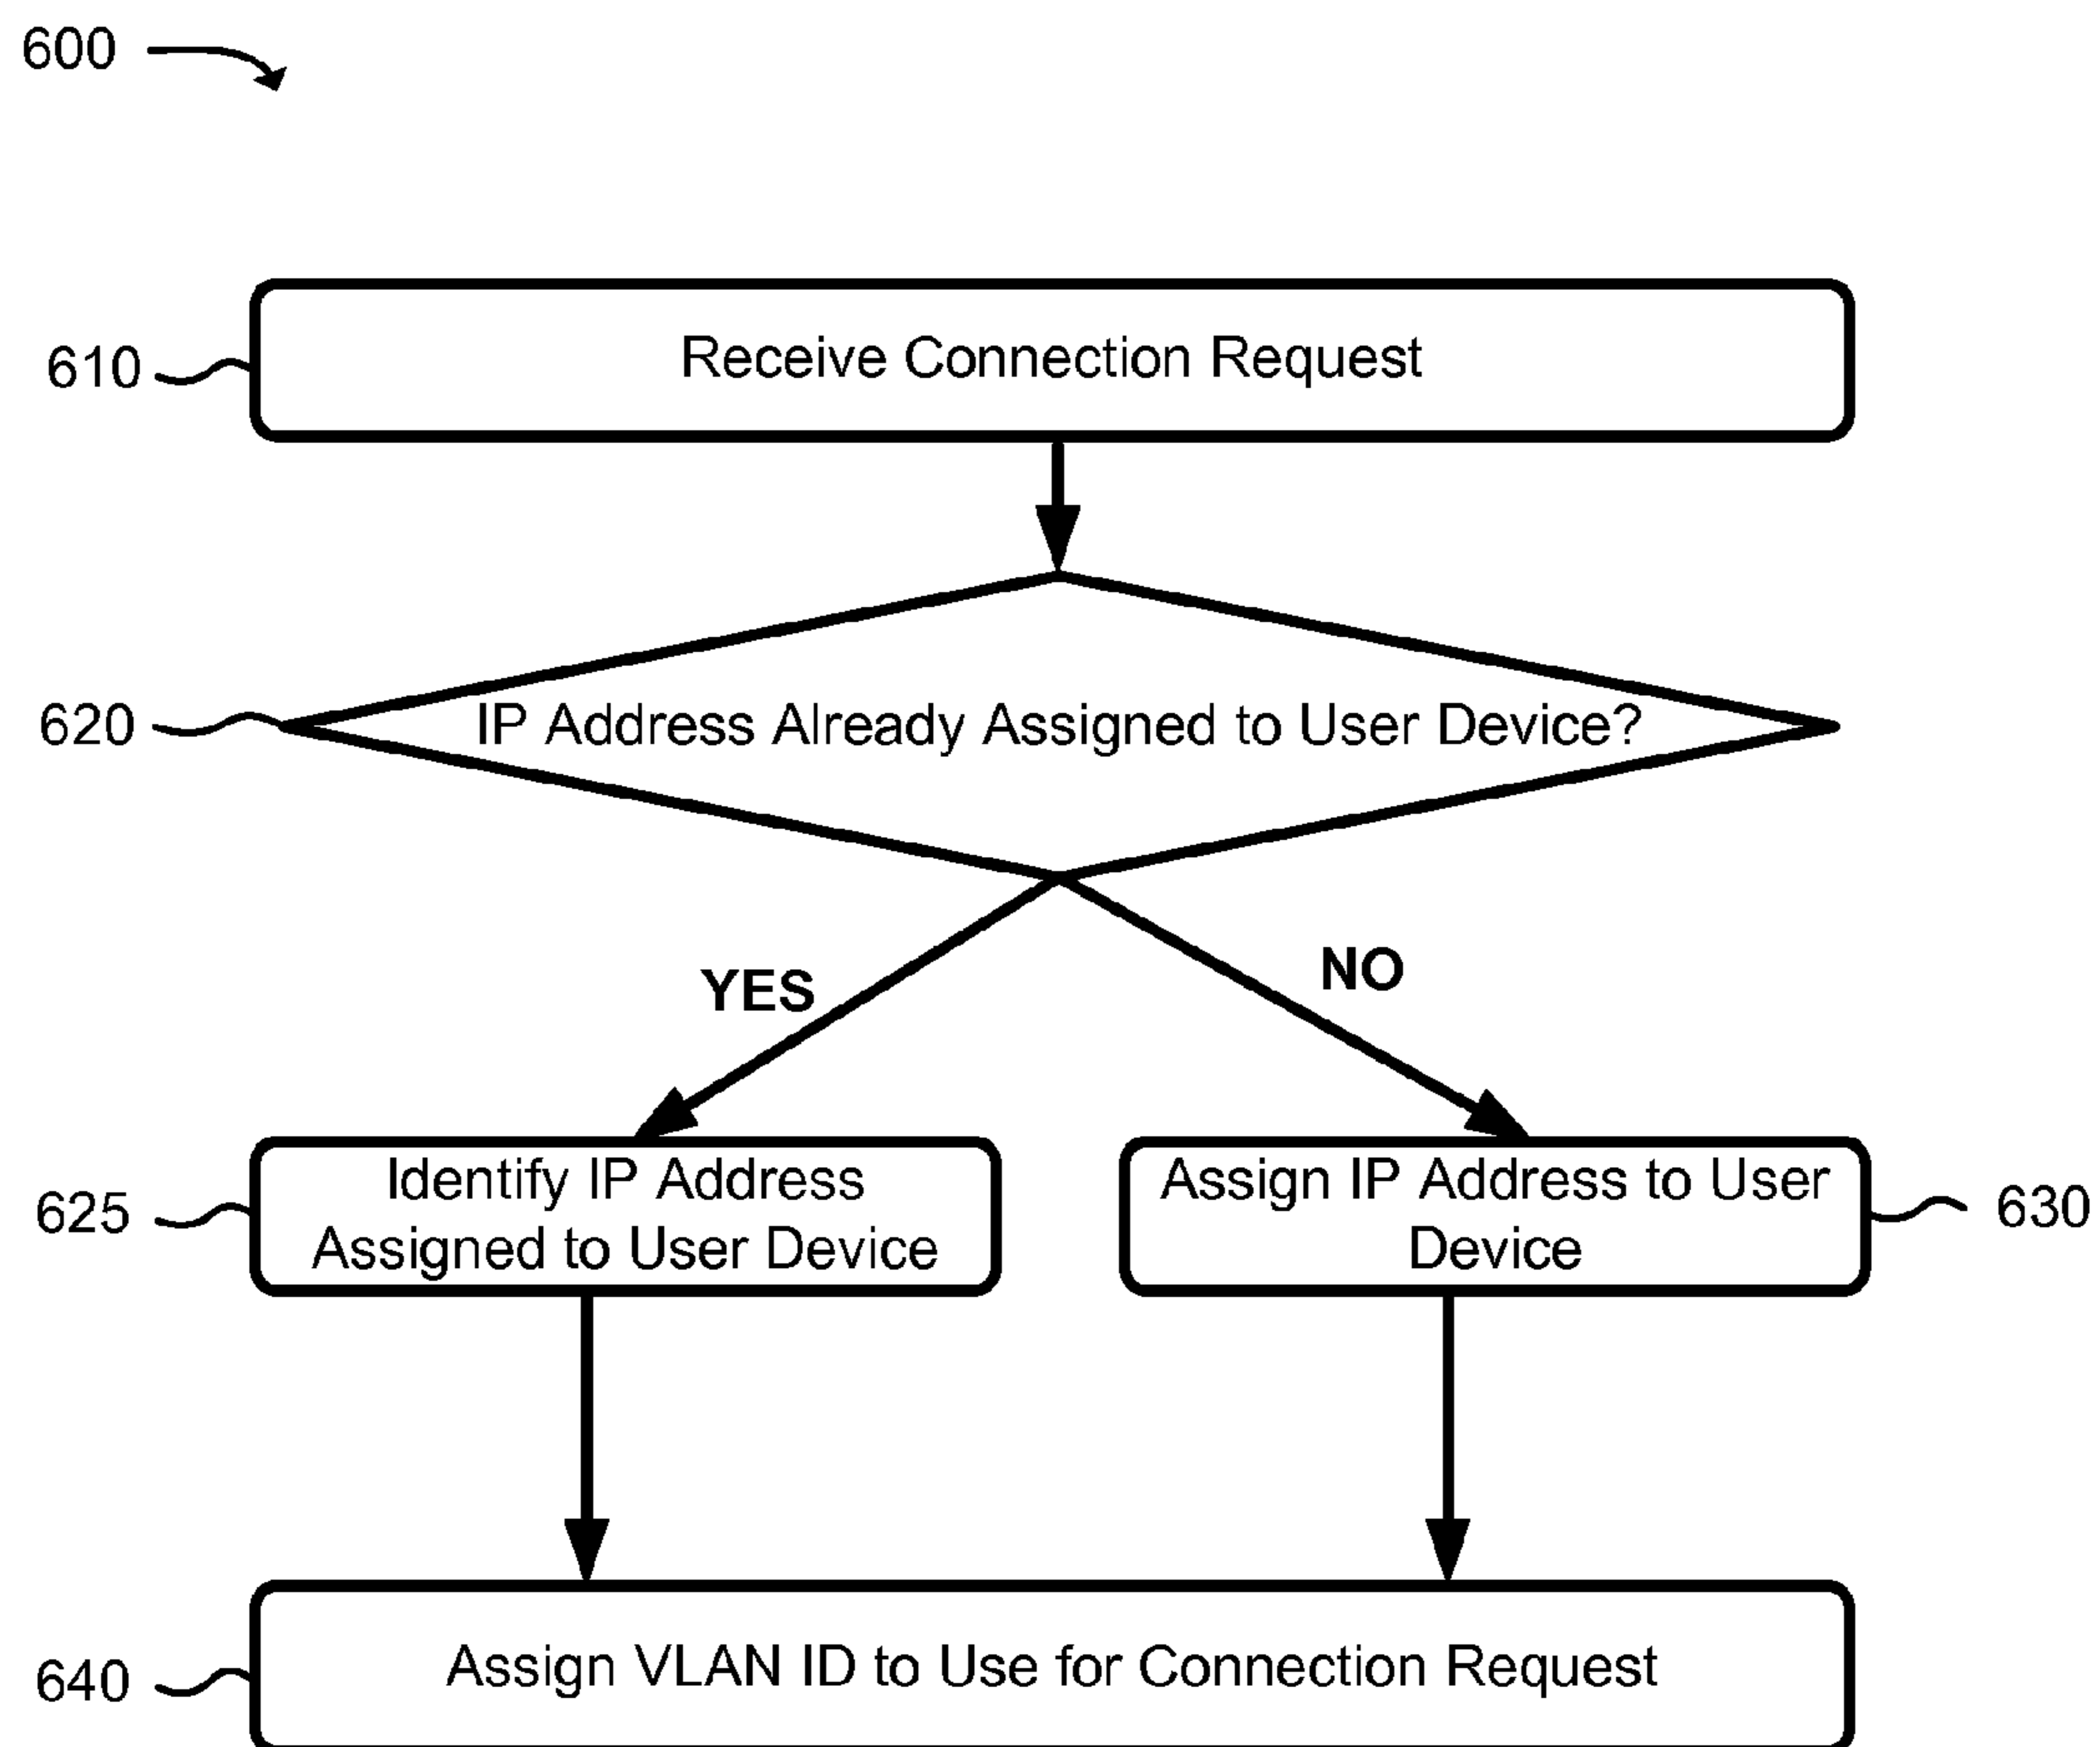 600
610
Receive Connection Request
620
IP Address Already Assigned to User Device?
YES
NO
625
Identify IP Address
Assigned to User Device
Assign IP Address to User
Device
630
640
Assign VLAN ID to Use for Connection Request